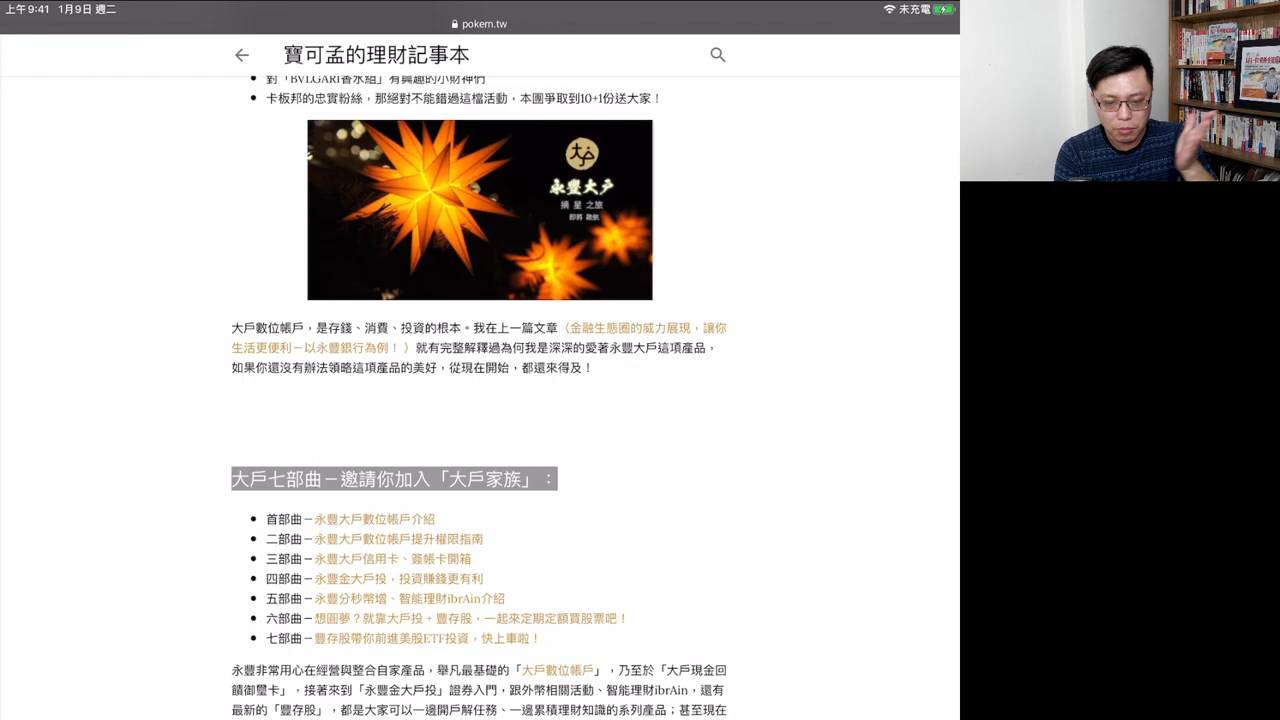 上午9:41 1月9日 週二
未充電
pokem.tw
寶可孟的理財記事本
對「BVLGARI香水組」有興趣的小財神們
卡板邦的忠實粉絲，那絕對不能錯過這檔活動，本團爭取到10+1份送大家！
大戶
永豐大戶
摘星之旅
即將 啟航
大戶數位帳戶，是存錢、消費、投資的根本。我在上一篇文章（金融生態圈的威力展現，讓你
生活更便利－以永豐銀行為例！）就有完整解釋過為何我是深深的愛著永豐大戶這項產品，
如果你還沒有辦法領略這項產品的美好，從現在開始，都還來得及！
大戶七部曲－邀請你加入「大戶家族」：
首部曲－永豐大戶數位帳戶介紹
二部曲－永豐大戶數位帳戶提升權限指南
三部曲－永豐大戶信用卡、簽帳卡開箱
四部曲－永豐金大戶投，投資賺錢更有利
五部曲－永豐分秒幣增、智能理財ibrAin介紹
六部曲－想圓夢？就靠大戶投 + 豐存股，一起來定期定額買股票吧！
七部曲－豐存股帶你前進美股ETF投資，快上車啦！
永豐非常用心在經營與整合自家產品，舉凡最基礎的「大戶數位帳戶」，乃至於「大戶現金回
饋御璽卡」，接著來到「永豐金大戶投」證券入門，跟外幣相關活動、智能理財ibrAin，還有
最新的「豐存股」，都是大家可以一邊開戶解任務、一邊累積理財知識的系列產品；甚至現在